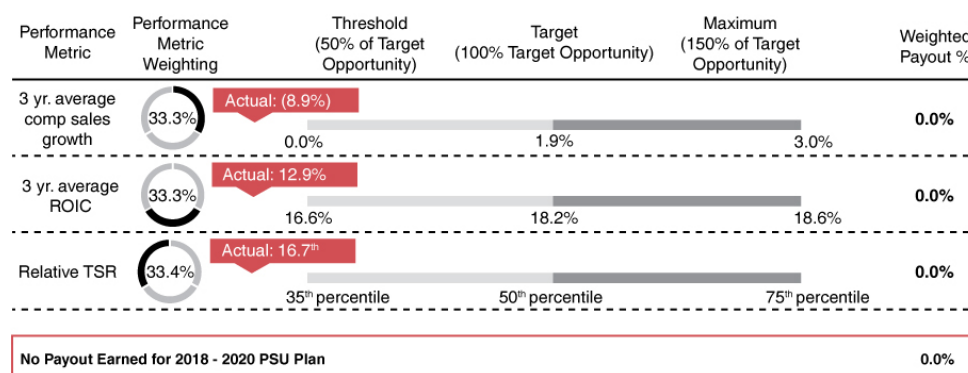 Performance
Metric
Performance
Metric
Weighting
Threshold
(50% of Target
Opportunity)
Target
(100% Target Opportunity)
Maximum
(150% of Target
Opportunity)
Weighted
Payout %
3 yr. average
comp sales
growth
33.3%
Actual: (8.9%)
0.0%
1.9%
3.0%
0.0%
3 yr. average
ROIC
33.3%
Actual: 12.9%
16.6%
18.2%
18.6%
0.0%
Relative TSR
33.4%
Actual: 16.7th
35th percentile
50th percentile
75th percentile
0.0%
No Payout Earned for 2018 - 2020 PSU Plan
0.0%